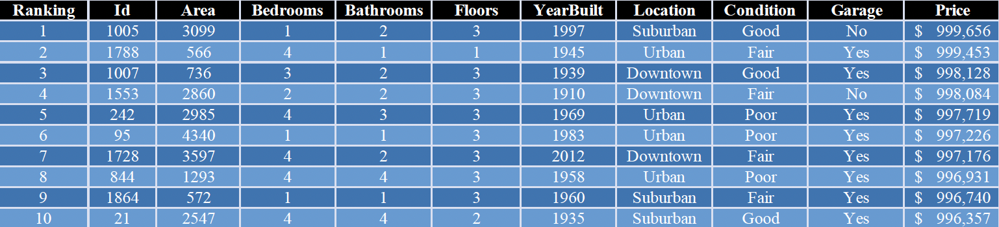 Ranking Id Area Bedrooms Bathrooms Floors YearBuilt Location Condition Garage Price
1 1005 3099 1 2 3 1997 Suburban Good No $ 999,656
2 1788 566 4 1 1 1945 Urban Fair Yes $ 999,453
3 1007 736 3 2 3 1939 Downtown Good Yes $ 998,128
4 1553 2860 2 2 3 1910 Downtown Fair No $ 998,084
5 242 2985 4 3 3 1969 Urban Poor Yes $ 997,719
6 95 4340 1 1 3 1983 Urban Poor Yes $ 997,226
7 1728 3597 4 2 3 2012 Downtown Fair Yes $ 997,176
8 844 1293 4 4 3 1958 Urban Poor Yes $ 996,931
9 1864 572 1 1 3 1960 Suburban Fair Yes $ 996,740
10 21 2547 4 4 2 1935 Suburban Good Yes $ 996,357